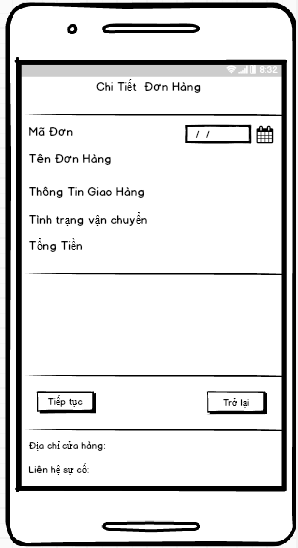 8:32
Chi Tiết Đơn Hàng
Mã Đơn / /
Tên Đơn Hàng
Thông Tin Giao Hàng
Tình trạng vận chuyển
Tổng Tiền
Tiếp tục Trở lại
Địa chỉ cửa hàng:
Liên hệ sự cố: